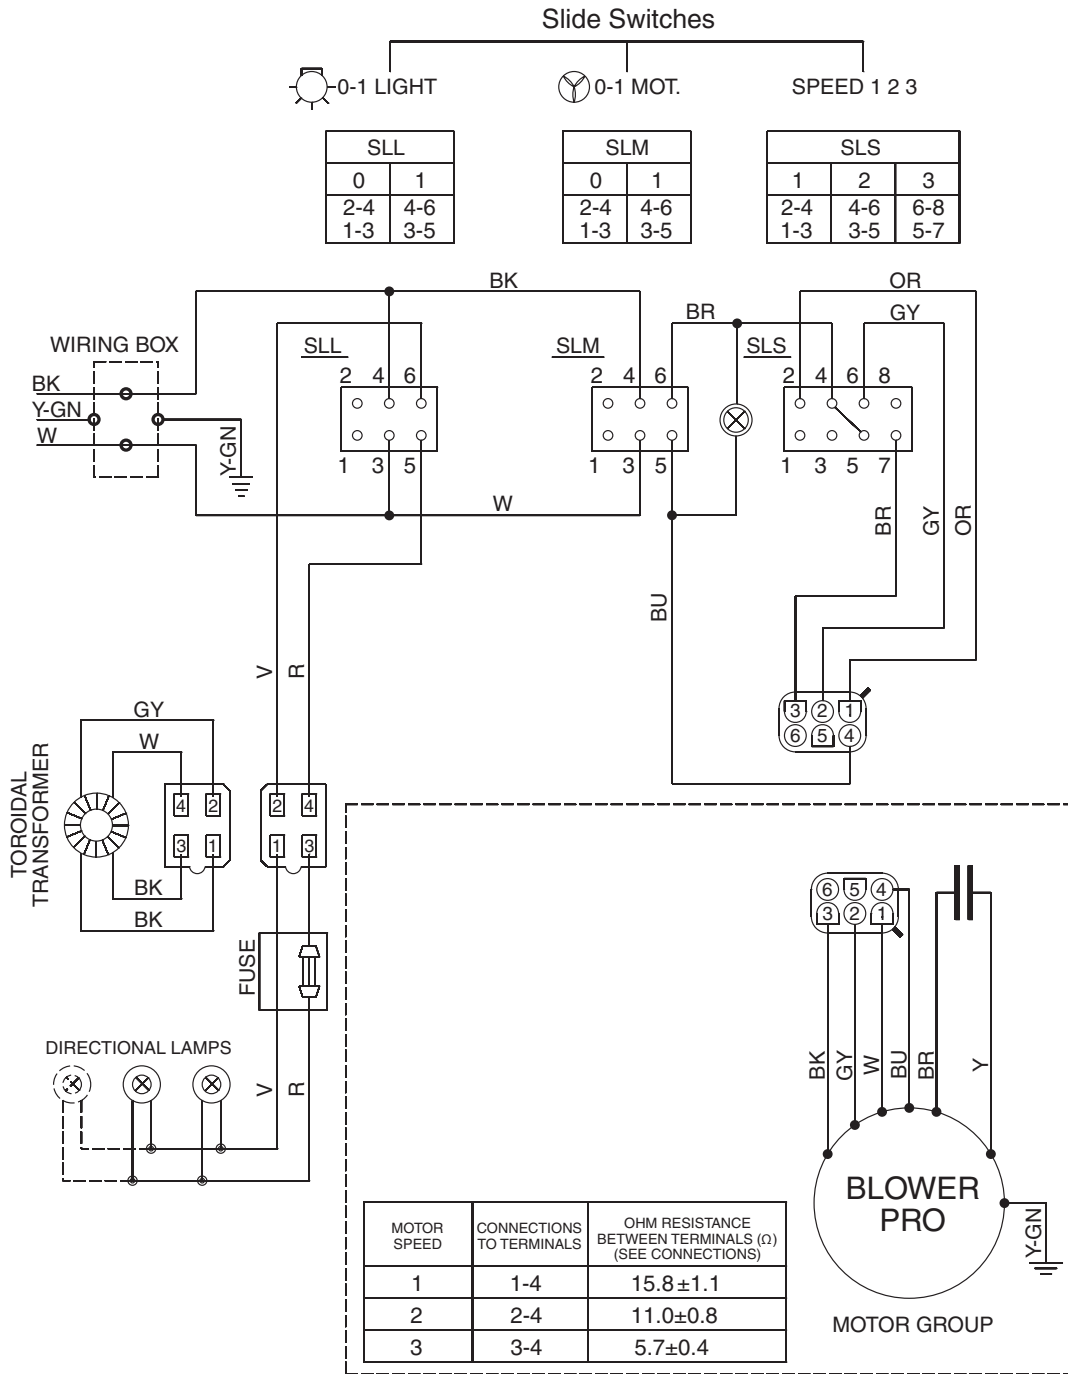 Slide Switches
0-1 LIGHT 0-1 MOT. SPEED 1 2 3
SLL SLM SLS
0 1 0 1 1 2 3
2-4 4-6 2-4 4-6 2-4 4-6 6-8
1-3 3-5 1-3 3-5 1-3 3-5 5-7
BK OR
BR GY
WIRING BOX SLL SLM SLS
2 4 6 2 4 6 2 4 6 8
BK
Y-GN
W
Y-GN
1 3 5 1 3 5 1 3 5 7
W
BR GY OR
BU
V R
3 2 1
6 5 4
GY
W
TOROIDAL
TRANSFORMER
4 2 2 4
3 1 1 3
BK
BK
FUSE
6 5 4
3 2 1
DIRECTIONAL LAMPS
V R
BK GY W BU BR Y
BLOWER
PRO
Y-GN
MOTOR GROUP
MOTOR
SPEED
CONNECTIONS
TO TERMINALS
OHM RESISTANCE
BETWEEN TERMINALS (Ω)
(SEE CONNECTIONS)
1 1-4 15.8±1.1
2 2-4 11.0±0.8
3 3-4 5.7±0.4